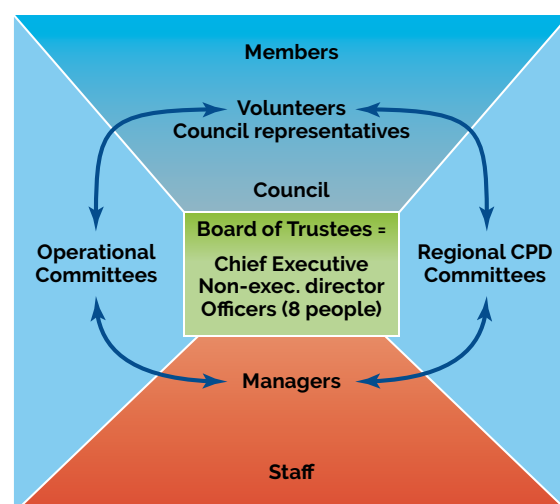 Members
Volunteers
Council representatives
Council
Board of Trustees =
Chief Executive
Non-exec. director
Officers (8 people)
Operational
Committees
Regional CPD
Committees
Managers
Staff